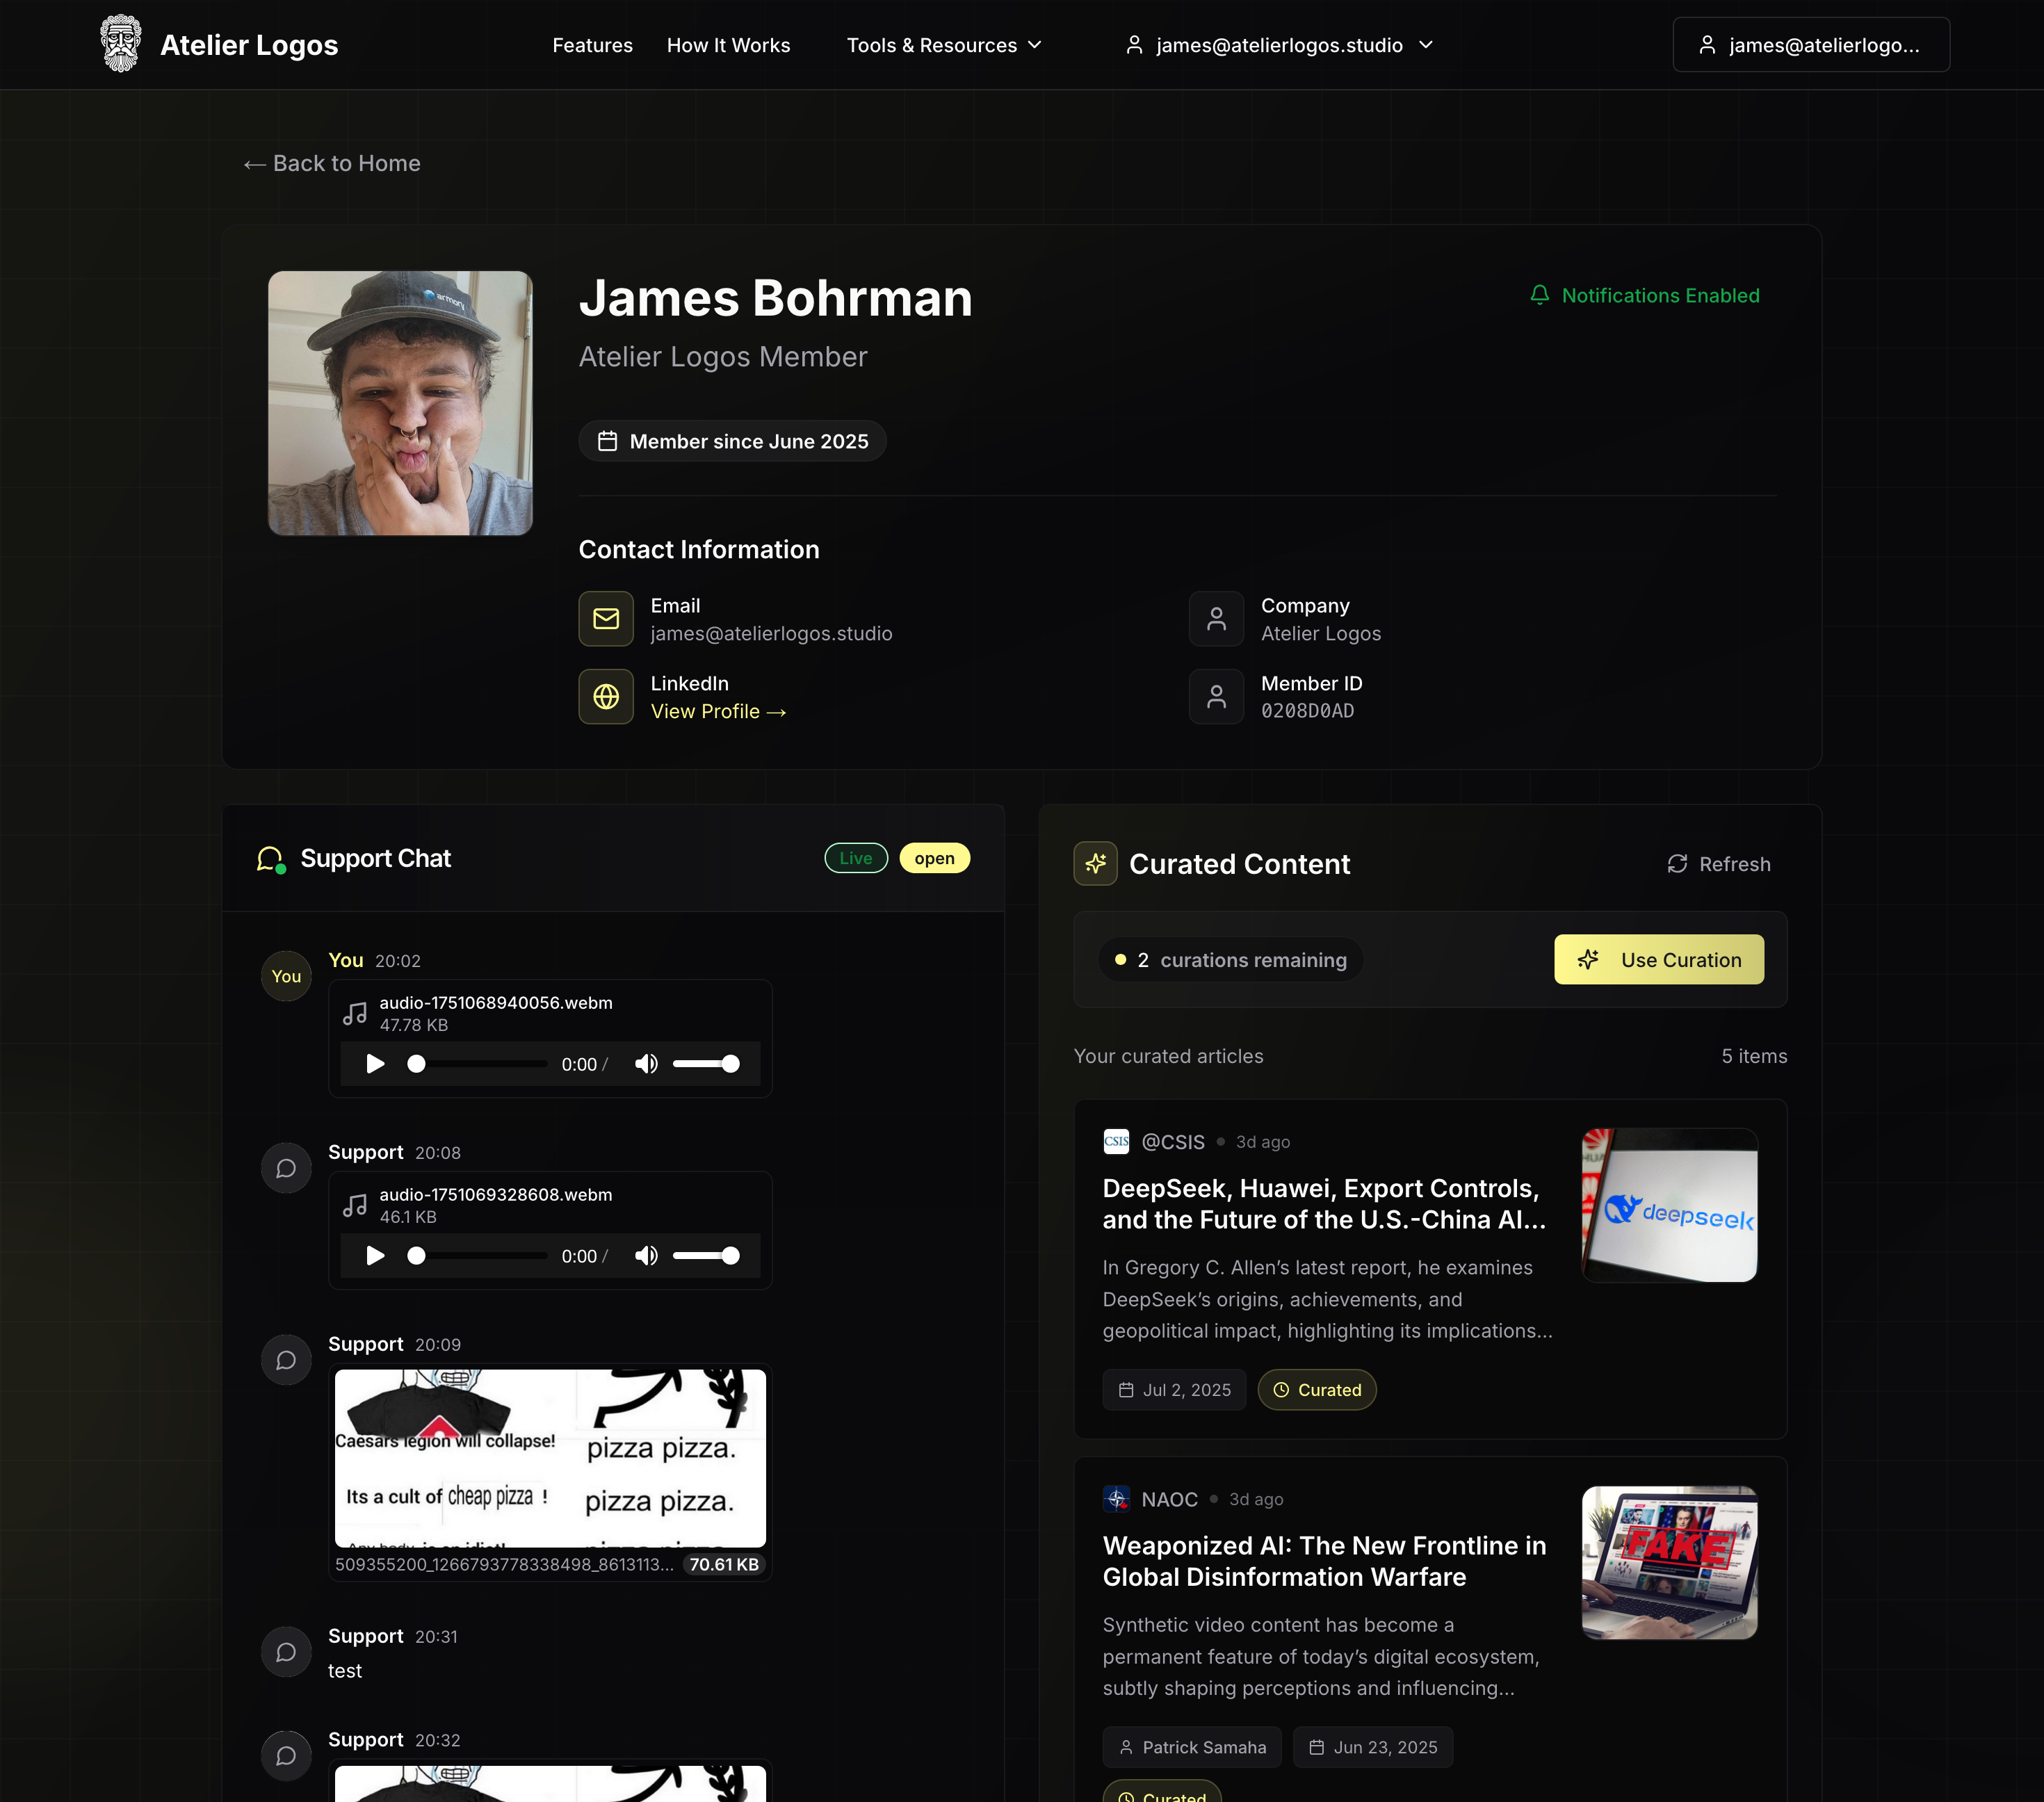 Atelier Logos
Features
How It Works
Tools & Resources
james@atelierlogos.studio
james@atelierlogo...
← Back to Home
armory
James Bohrman
Notifications Enabled
Atelier Logos Member
Member since June 2025
Contact Information
Email
james@atelierlogos.studio
Company
Atelier Logos
LinkedIn
View Profile →
Member ID
0208D0AD
Support Chat
Live
open
You
You 20:02
audio-1751068940056.webm
47.78 KB
0:00 /
Support 20:08
audio-1751069328608.webm
46.1 KB
0:00 /
Support 20:09
Caesars legion will collapse!
pizza pizza.
Its a cult of cheap pizza !
pizza pizza.
509355200_1266793778338498_8613113...
70.61 KB
Support 20:31
test
Support 20:32
Curated Content
Refresh
2 curations remaining
Use Curation
Your curated articles
5 items
CSIS
@CSIS • 3d ago
DeepSeek, Huawei, Export Controls,
and the Future of the U.S.-China AI...
In Gregory C. Allen’s latest report, he examines
DeepSeek’s origins, achievements, and
geopolitical impact, highlighting its implications...
deepseek
Jul 2, 2025
Curated
NAOC • 3d ago
Weaponized AI: The New Frontline in
Global Disinformation Warfare
Synthetic video content has become a
permanent feature of today’s digital ecosystem,
subtly shaping perceptions and influencing...
FAKE
Patrick Samaha
Jun 23, 2025
Curated